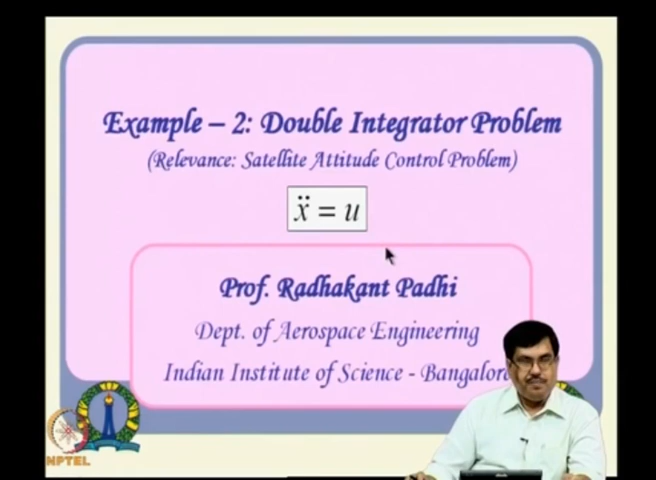 Example – 2: Double Integrator Problem
(Relevance: Satellite Attitude Control Problem)
ẍ = u
Prof. Radhakant Padhi
Dept. of Aerospace Engineering
Indian Institute of Science - Bangalore
NPTEL